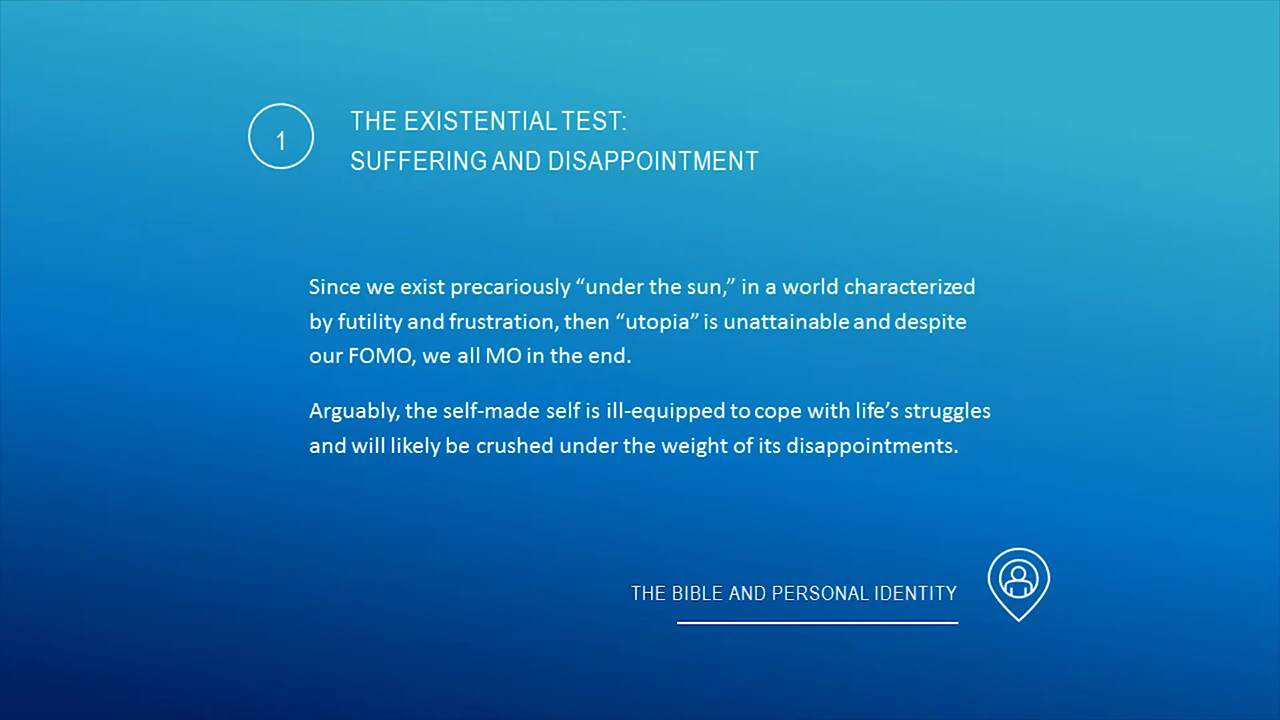 1
THE EXISTENTIAL TEST:
SUFFERING AND DISAPPOINTMENT
Since we exist precariously “under the sun,” in a world characterized
by futility and frustration, then “utopia” is unattainable and despite
our FOMO, we all MO in the end.
Arguably, the self-made self is ill-equipped to cope with life’s struggles
and will likely be crushed under the weight of its disappointments.
THE BIBLE AND PERSONAL IDENTITY